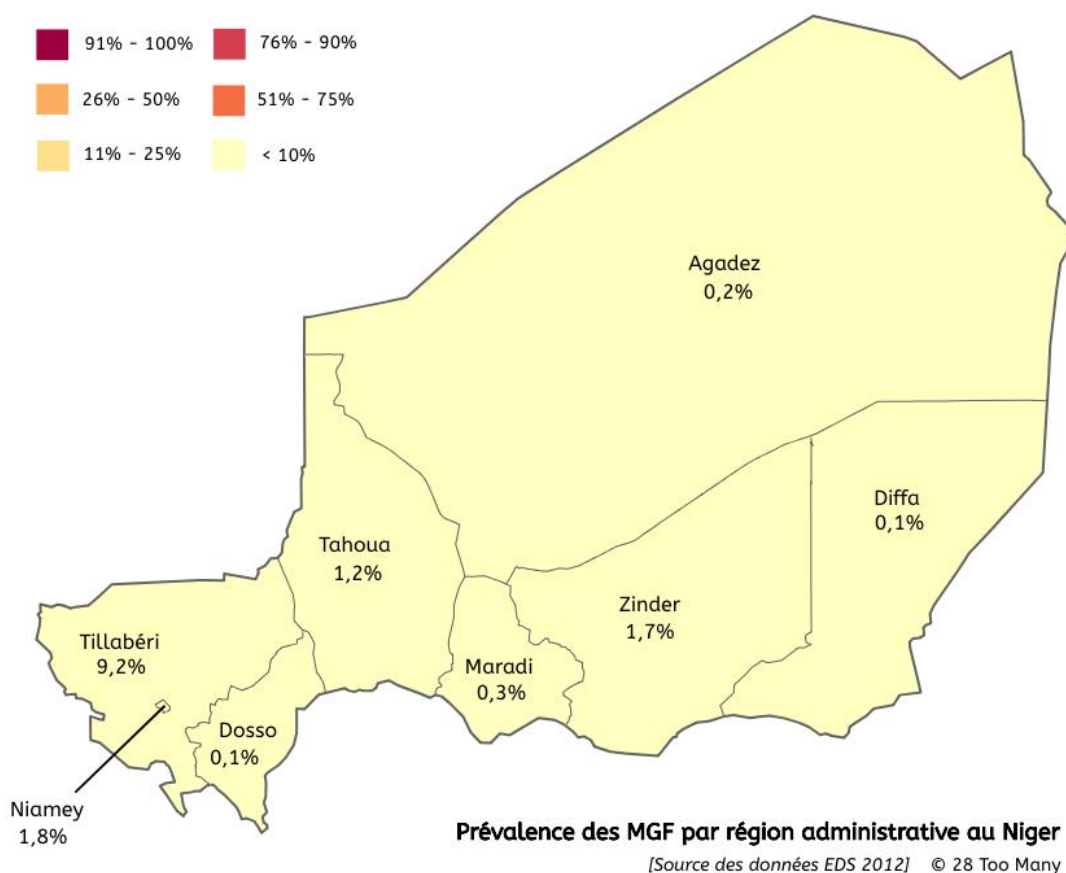 91% - 100%
76% - 90%
26% - 50%
51% - 75%
11% - 25%
< 10%
Agadez
0,2%
Diffa
0,1%
Tahoua
1,2%
Zinder
1,7%
Tillabéri
9,2%
Maradi
0,3%
Dosso
0,1%
Niamey
1,8%
Prévalence des MGF par région administrative au Niger
[Source des données EDS 2012] © 28 Too Many